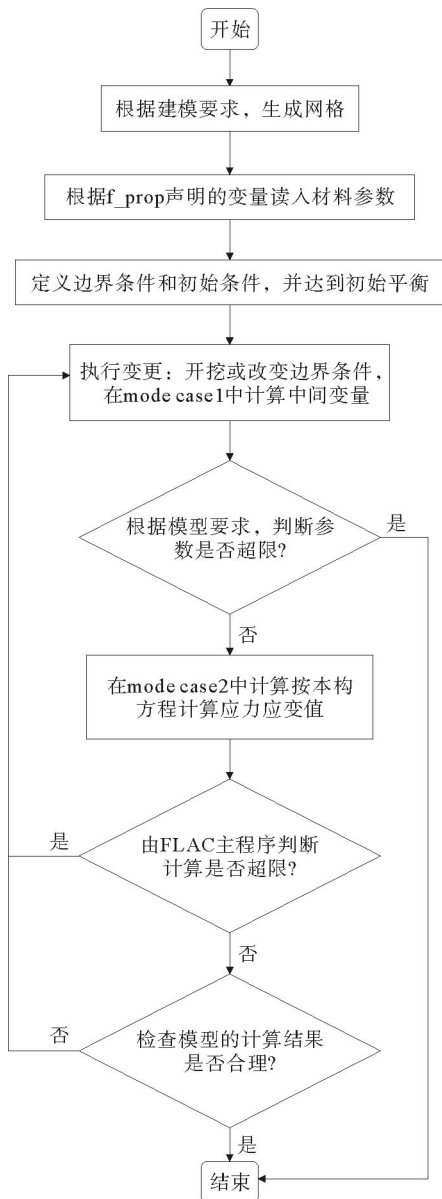 开始
根据建模要求，生成网格
根据f_prop声明的变量读入材料参数
定义边界条件和初始条件，并达到初始平衡
执行变更：开挖或改变边界条件，
在mode case1中计算中间变量
根据模型要求，判断参
数是否超限？
是
否
在mode case2中计算按本构
方程计算应力应变值
是
由FLAC主程序判断
计算是否超限？
否
否
检查模型的计算结果
是否合理？
是
结束